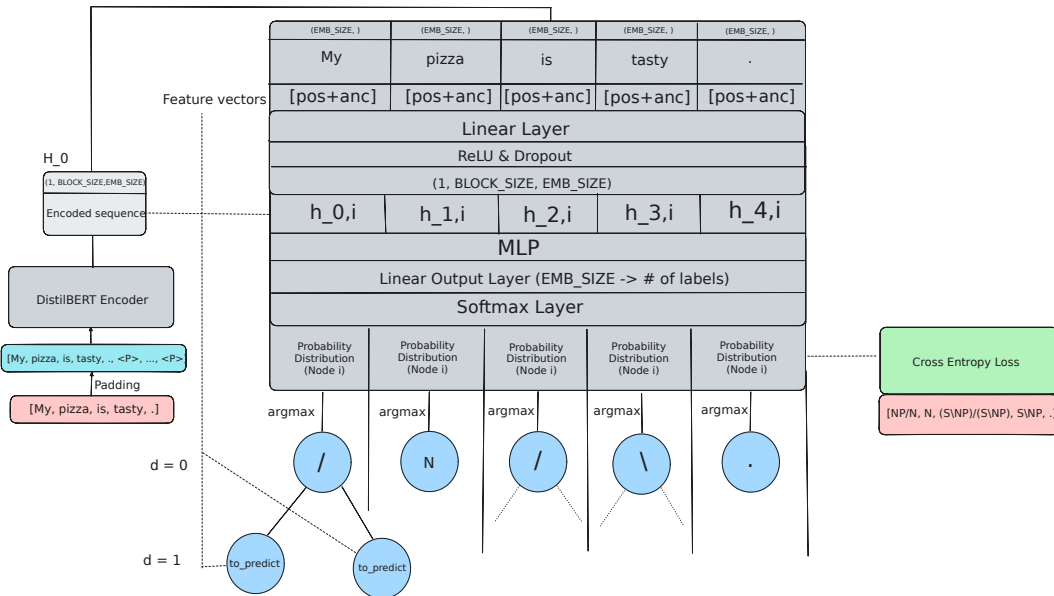 (EMB_SIZE, ) (EMB_SIZE, ) (EMB_SIZE, ) (EMB_SIZE, ) (EMB_SIZE, )
My pizza is tasty .
Feature vectors [pos+anc] [pos+anc] [pos+anc] [pos+anc] [pos+anc]
Linear Layer
ReLU & Dropout
(1, BLOCK_SIZE, EMB_SIZE)
h_0,i h_1,i h_2,i h_3,i h_4,i
MLP
Linear Output Layer (EMB_SIZE -> # of labels)
Softmax Layer
Probability Distribution (Node i)
Probability Distribution (Node i)
Probability Distribution (Node i)
Probability Distribution (Node i)
Probability Distribution (Node i)
argmax argmax argmax argmax argmax
/ N / \ .
d = 0
d = 1
to_predict to_predict
H_0
(1, BLOCK_SIZE,EMB_SIZE)
Encoded sequence
DistilBERT Encoder
[My, pizza, is, tasty, ., <P>, ..., <P>
Padding
[My, pizza, is, tasty, .]
Cross Entropy Loss
[NP/N, N, (S\NP)/(S\NP), S\NP, .]